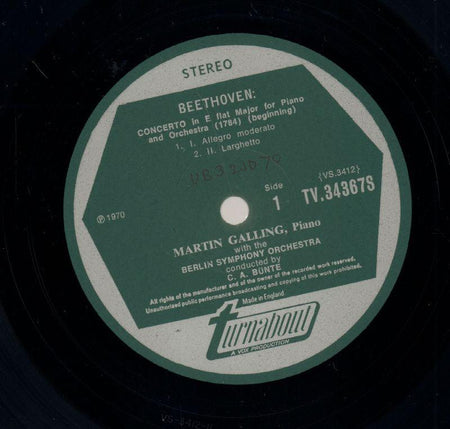 STEREO
BEETHOVEN:
CONCERTO in E flat Major for Piano
and Orchestra (1784) (beginning)
1. I. Allegro moderato
2. II. Larghetto
Side
1
{VS.3412}
TV.34367S
℗ 1970
MARTIN GALLING, Piano
with the
BERLIN SYMPHONY ORCHESTRA
conducted by
C. A. BÜNTE
All rights of the manufacturer and of the owner of the recorded work reserved.
Unauthorised public performance broadcasting and copying of this work prohibited.
Made in England
turnabout
A VOX PRODUCTION